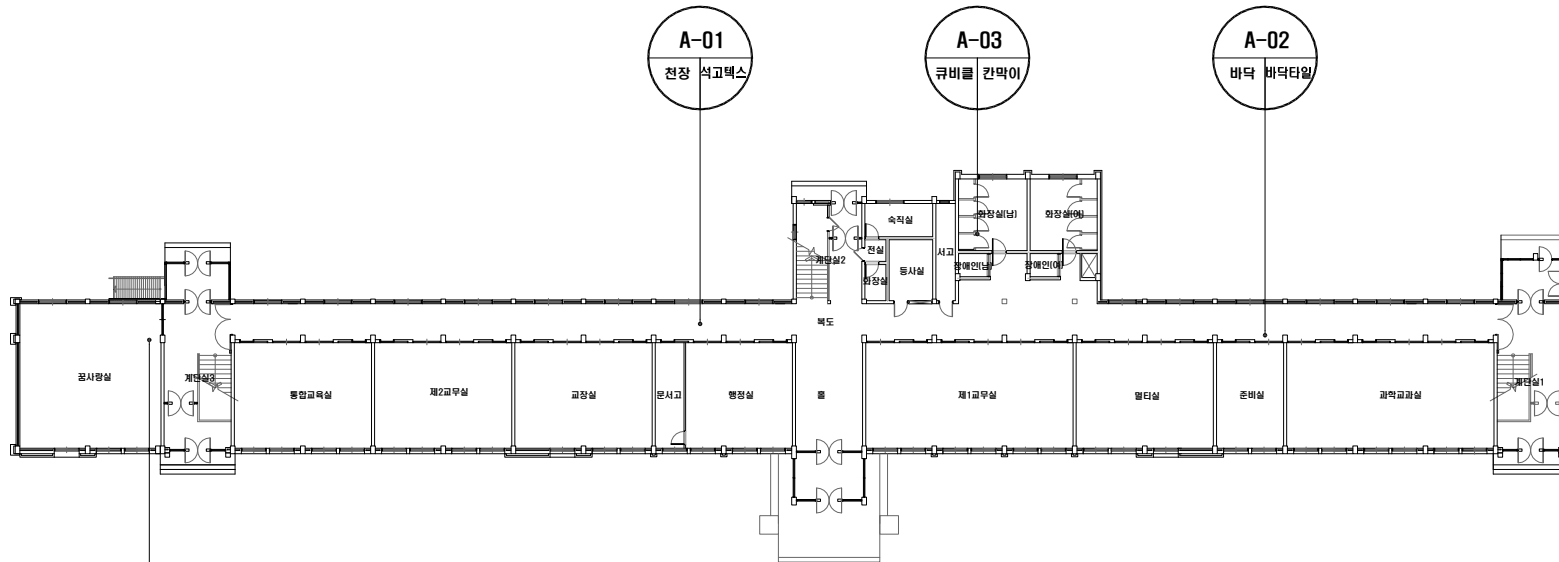 A-01
천장 석고텍스
A-03
큐비클 칸막이
A-02
바닥 바닥타일
숙직실
화장실(남)
화장실(여)
전실
서고
계단실2
등사실
화장실
장애인(남)
장애인(여)
복도
꿈사랑실
계단실3
통합교육실
제2교무실
교장실
문서고
행정실
홀
제1교무실
멀티실
준비실
과학교과실
계단실1